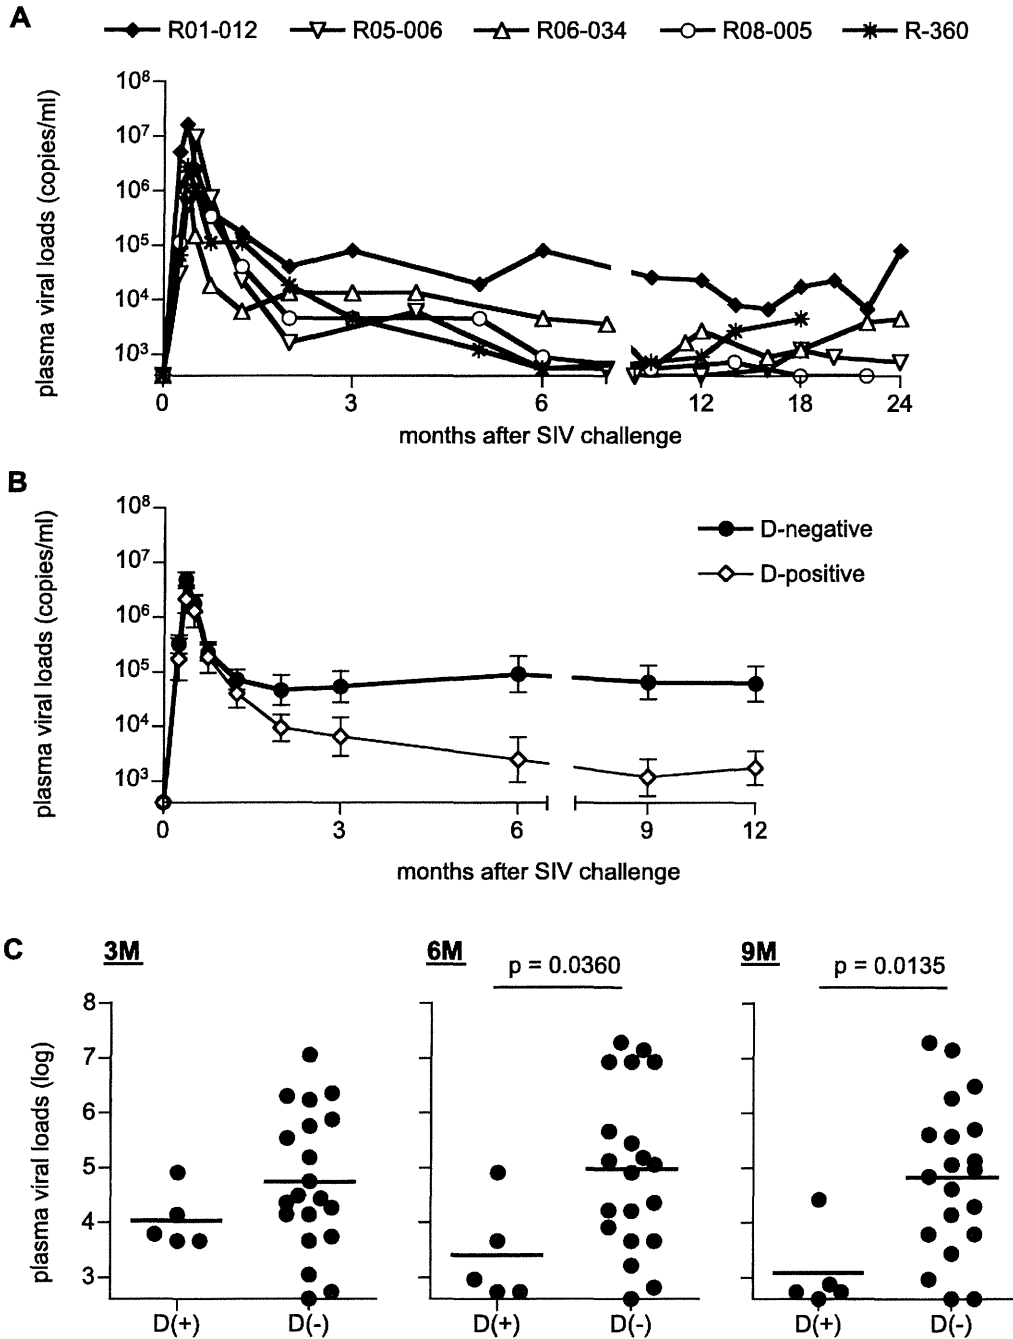 A
R01-012 R05-006 R06-034 R08-005 R-360
plasma viral loads (copies/ml)
10^8
10^7
10^6
10^5
10^4
10^3
0 3 6 12 18 24
months after SIV challenge
B
plasma viral loads (copies/ml)
10^8
10^7
10^6
10^5
10^4
10^3
D-negative
D-positive
0 3 6 9 12
months after SIV challenge
C
3M 6M 9M
p = 0.0360 p = 0.0135
plasma viral loads (log)
8
7
6
5
4
3
D(+) D(-) D(+) D(-) D(+) D(-)